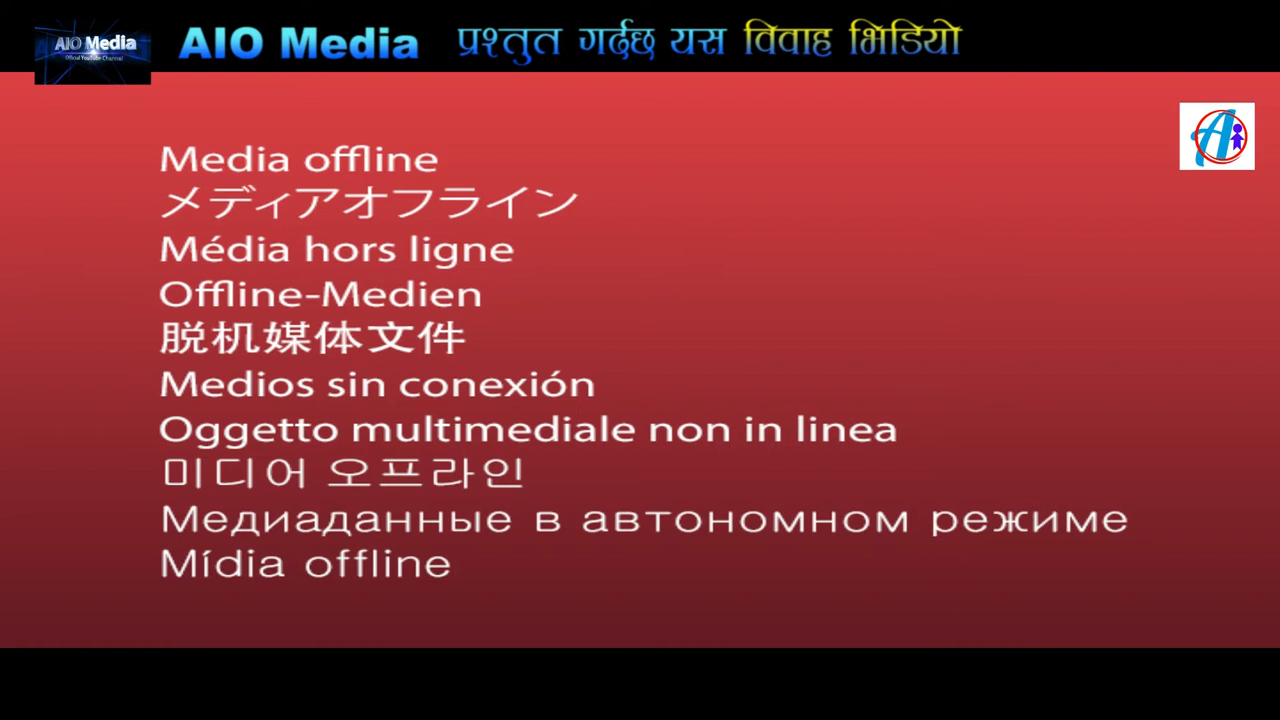 AIO Media
Official YouTube Channel
AIO Media प्रश्तुत गर्दछ यस विवाह भिडियो
Media offline
メディアオフライン
Média hors ligne
Offline-Medien
脱机媒体文件
Medios sin conexión
Oggetto multimediale non in linea
미디어 오프라인
Медиаданные в автономном режиме
Mídia offline